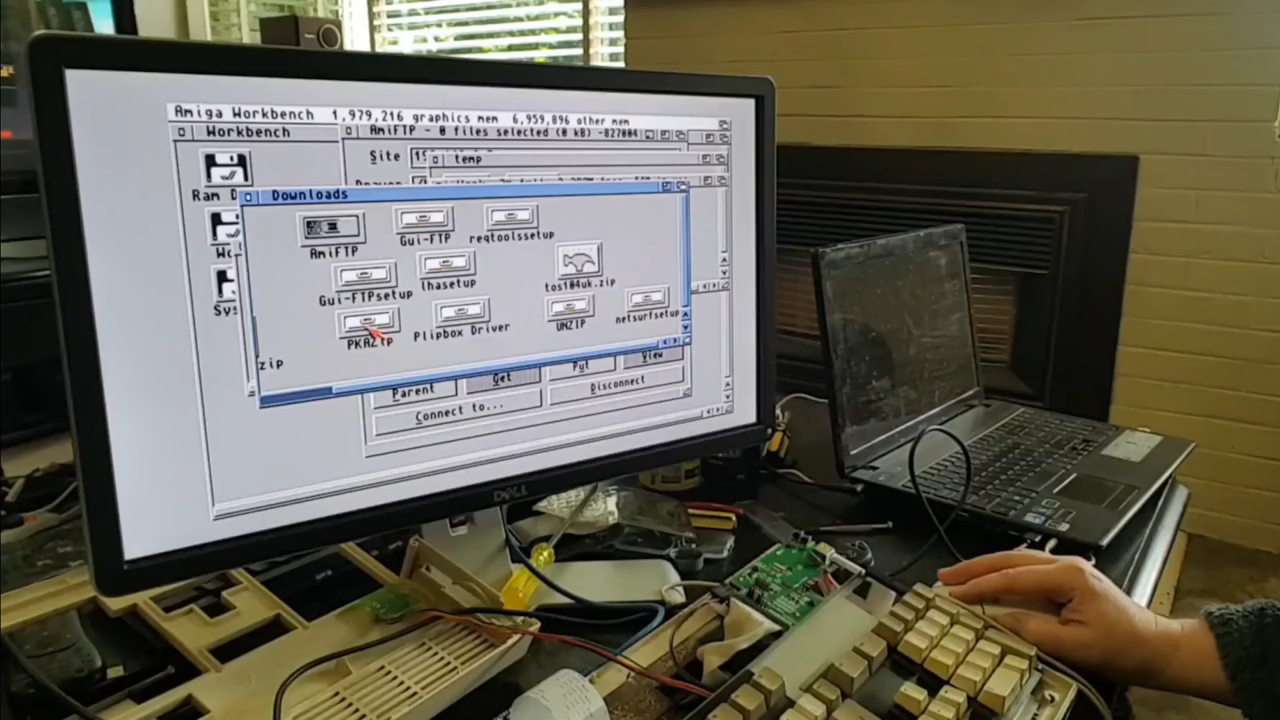 Amiga Workbench 1,979,216 graphics mem 6,959,896 other mem
Workbench
AmiFTP - 0 files selected (0 kB) -827004
Site
temp
Ram D
Downloads
AmiFTP
Gui-FTP
reqtoolssetup
Gui-FTPsetup
lhasetup
tos104uk.zip
PKAZip
Plipbox Driver
UNZIP
netsurfsetup
Sys
zip
Parent
Get
Put
View
Connect to...
Disconnect
DELL